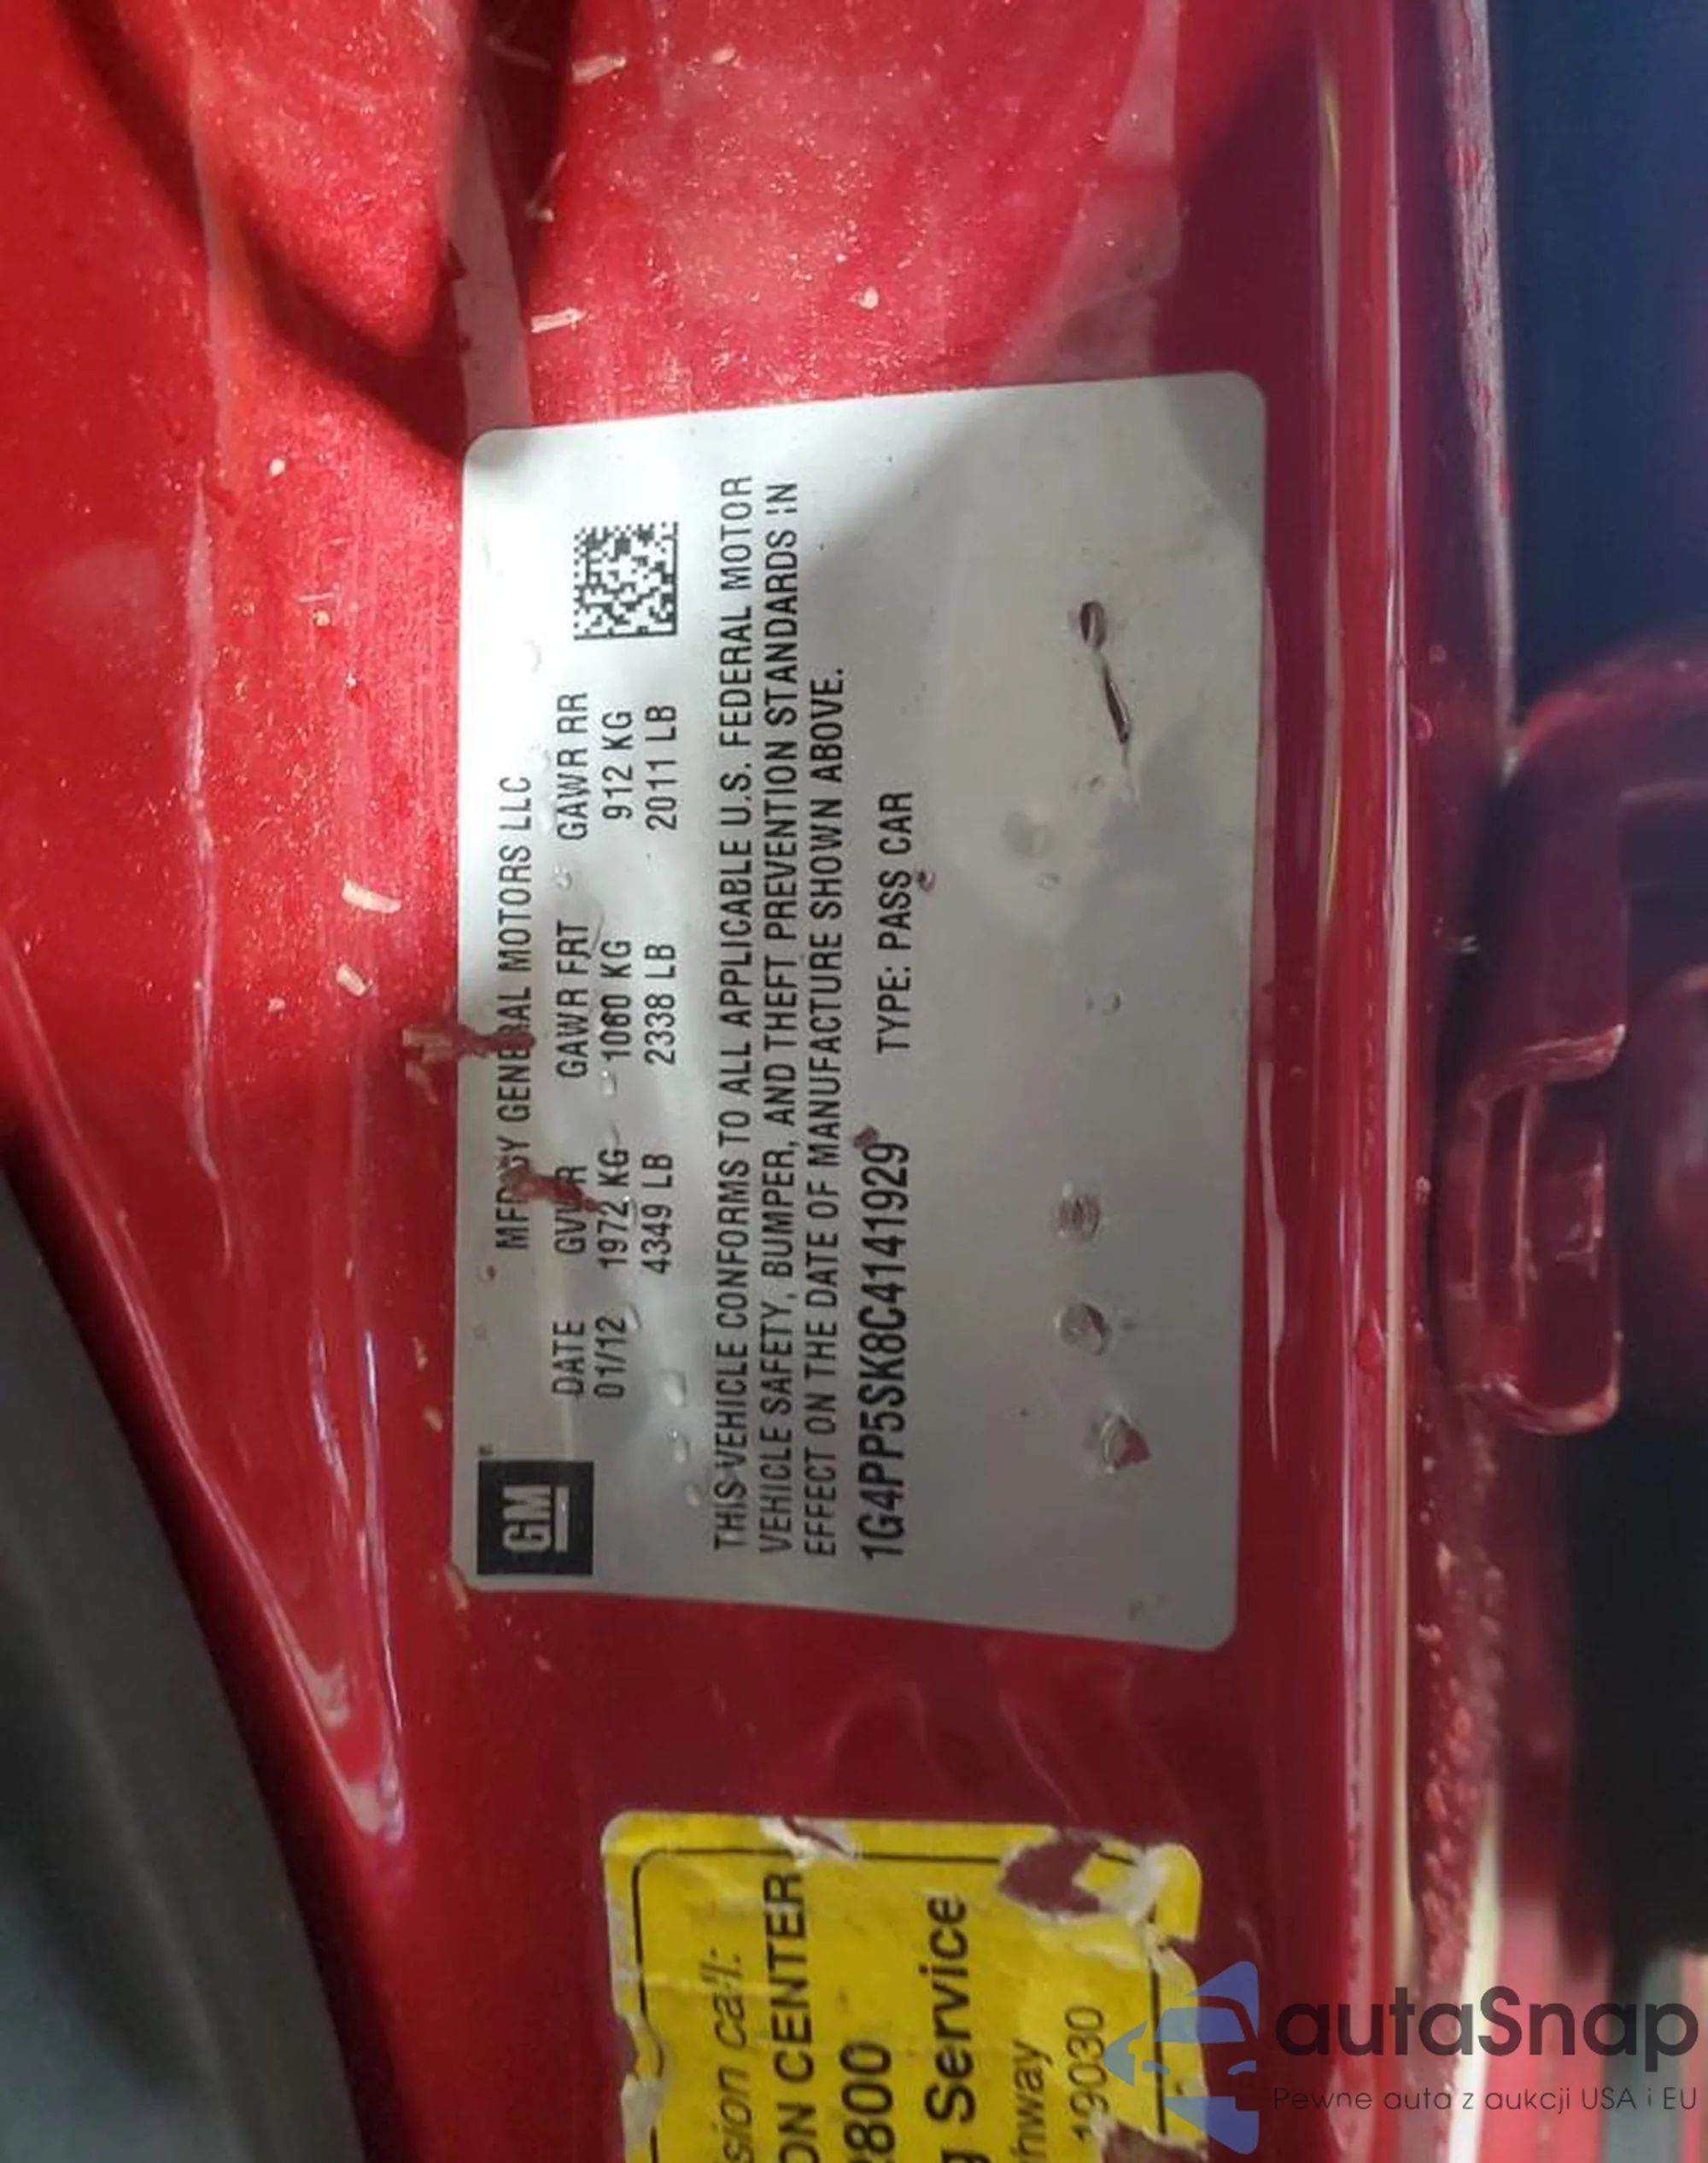 GM
MFD BY GENERAL MOTORS LLC
DATE GVWR GAWR FRT GAWR RR
01/12 1972 KG 1060 KG 912 KG
4349 LB 2338 LB 2011 LB
THIS VEHICLE CONFORMS TO ALL APPLICABLE U.S. FEDERAL MOTOR
VEHICLE SAFETY, BUMPER, AND THEFT PREVENTION STANDARDS IN
EFFECT ON THE DATE OF MANUFACTURE SHOWN ABOVE.
1G4PP5SK8C4141929 TYPE: PASS CAR
sion call:
ON CENTER
2800
g Service
hway
19030
autaSnap
Pewne auta z aukcji USA i EU